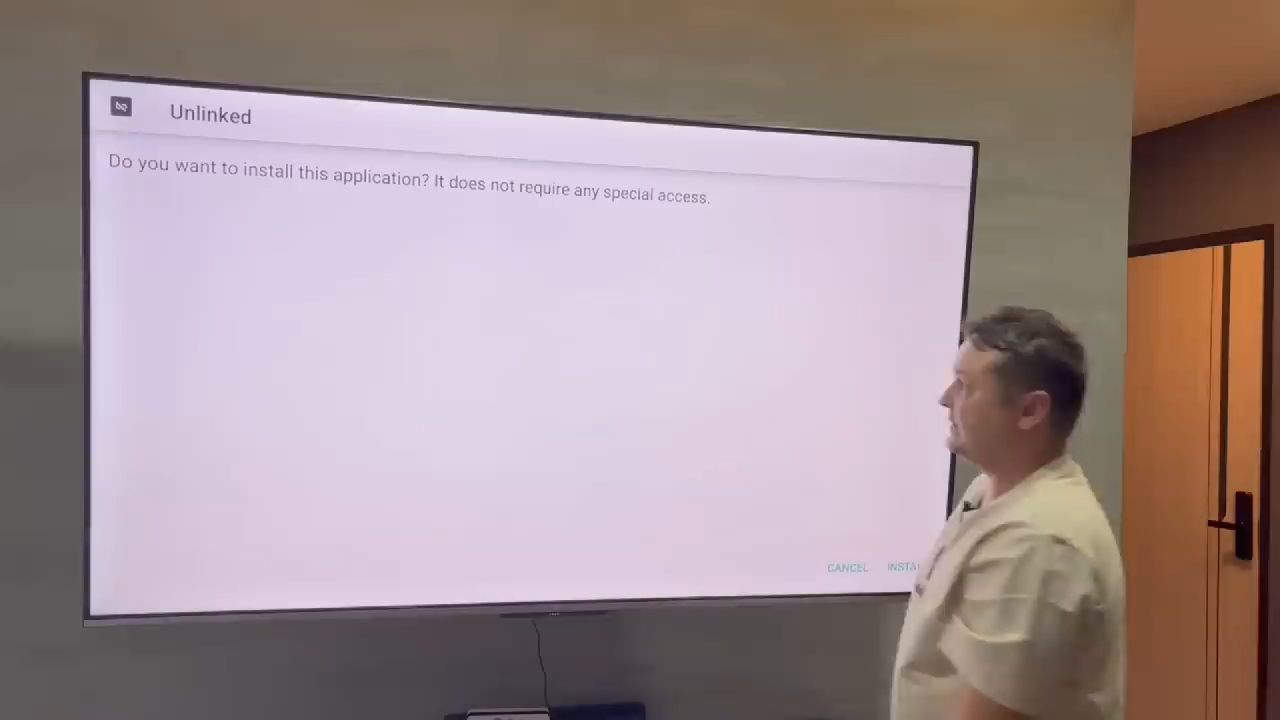 Unlinked
Do you want to install this application? It does not require any special access.
CANCEL